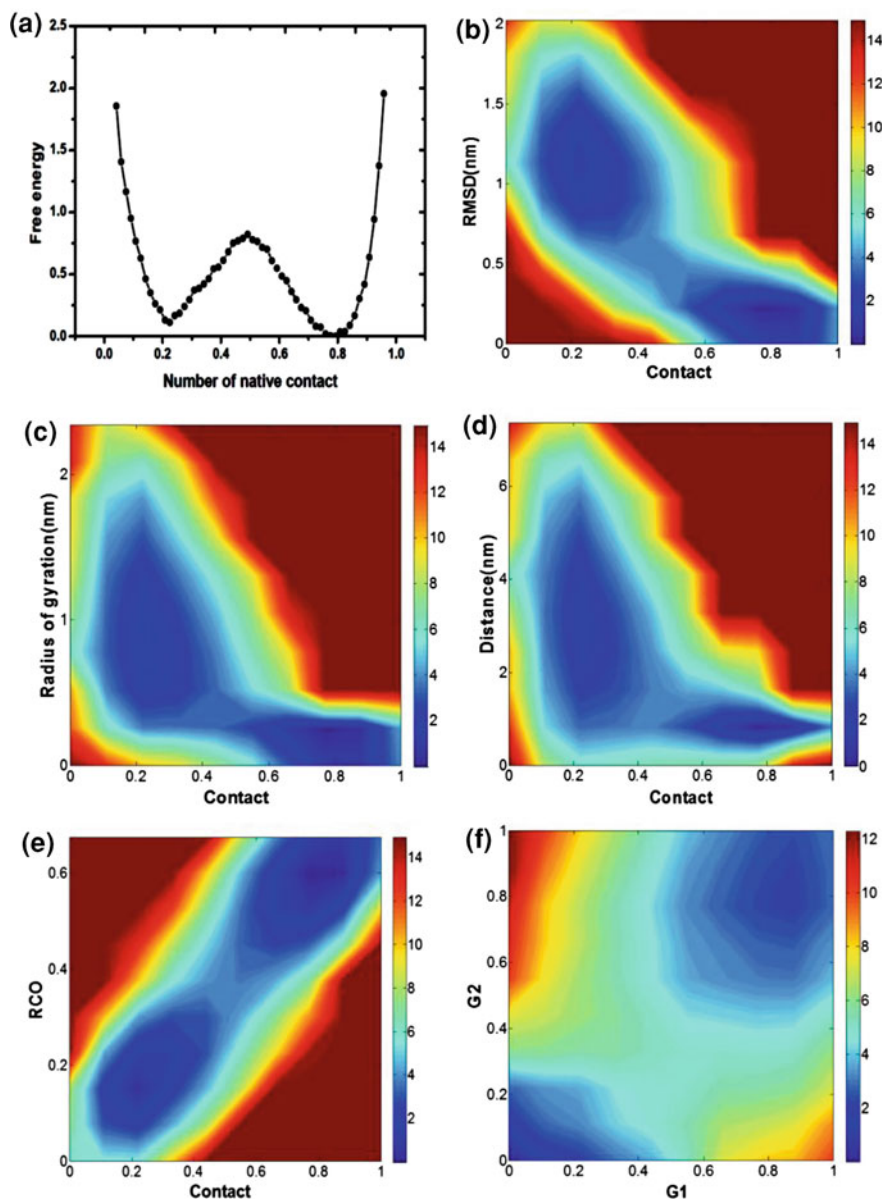 (a)
2.5
2.0
1.5
1.0
0.5
0.0
Free energy
0.0 0.2 0.4 0.6 0.8 1.0
Number of native contact
(b)
2
1.5
1
0.5
0
RMSD(nm)
0 0.2 0.4 0.6 0.8 1
Contact
14
12
10
8
6
4
2
(c)
2
1
0
Radius of gyration(nm)
0 0.2 0.4 0.6 0.8 1
Contact
14
12
10
8
6
4
2
(d)
6
4
2
0
Distance(nm)
0 0.2 0.4 0.6 0.8 1
Contact
14
12
10
8
6
4
2
0
(e)
0.6
0.4
0.2
0
RCO
0 0.2 0.4 0.6 0.8 1
Contact
14
12
10
8
6
4
2
(f)
1
0.8
0.6
0.4
0.2
0
G2
0 0.2 0.4 0.6 0.8 1
G1
12
10
8
6
4
2